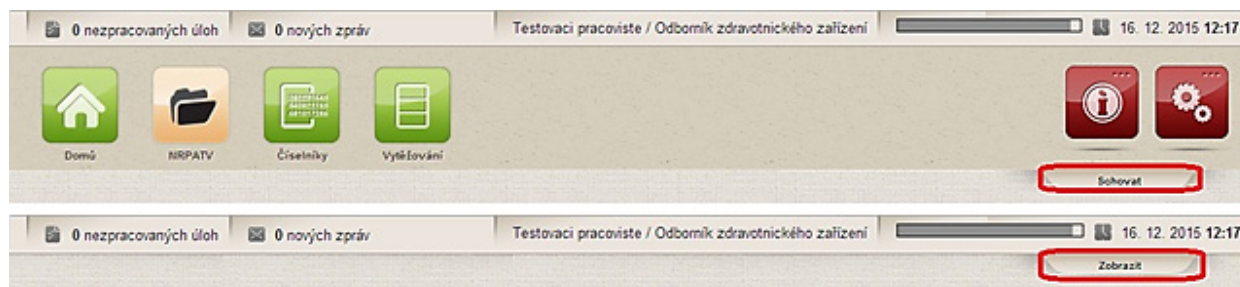 0 nezpracovaných úloh 0 nových zpráv Testovaci pracoviste / Odborník zdravotnického zařízení 16. 12. 2015 12:17
Domů NRPATV Číselníky Vytěžování
Schovat
0 nezpracovaných úloh 0 nových zpráv Testovaci pracoviste / Odborník zdravotnického zařízení 16. 12. 2015 12:17
Zobrazit